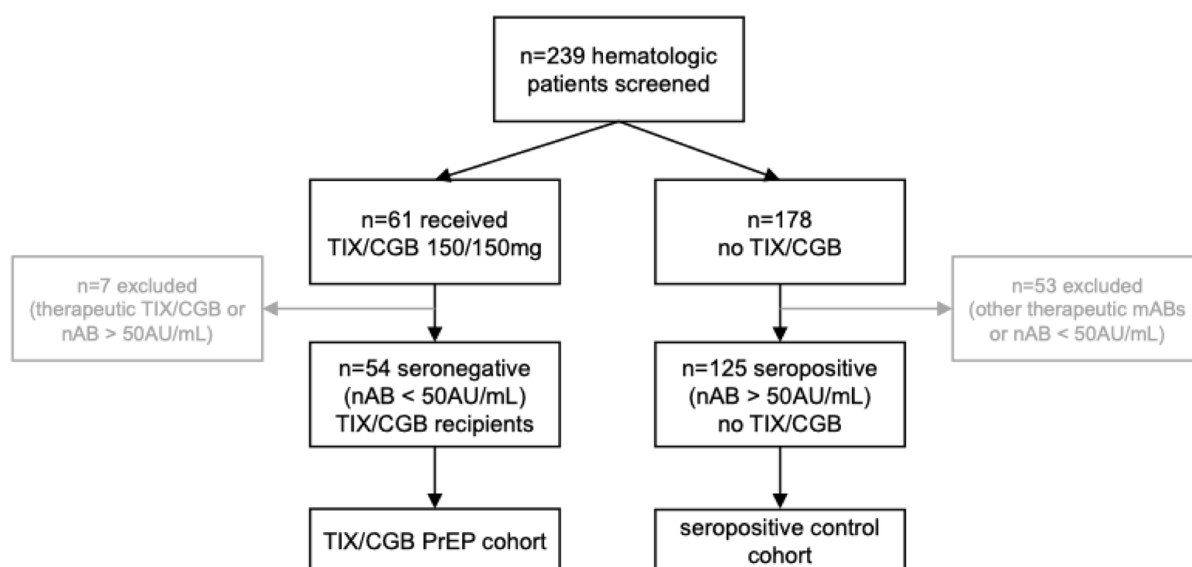 n=239 hematologic
patients screened
n=61 received
TIX/CGB 150/150mg
n=178
no TIX/CGB
n=7 excluded
(therapeutic TIX/CGB or
nAB > 50AU/mL)
n=53 excluded
(other therapeutic mABs
or nAB < 50AU/mL)
n=54 seronegative
(nAB < 50AU/mL)
TIX/CGB recipients
n=125 seropositive
(nAB > 50AU/mL)
no TIX/CGB
TIX/CGB PrEP cohort
seropositive control
cohort